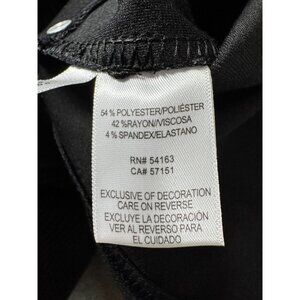 54% POLYESTER/POLIÉSTER
42%RAYON/VISCOSA
4% SPANDEX/ELASTANO
RN# 54163
CA# 57151
EXCLUSIVE OF DECORATION
CARE ON REVERSE
EXCLUYE LA DECORACIÓN
VER AL REVERSO PARA
EL CUIDADO